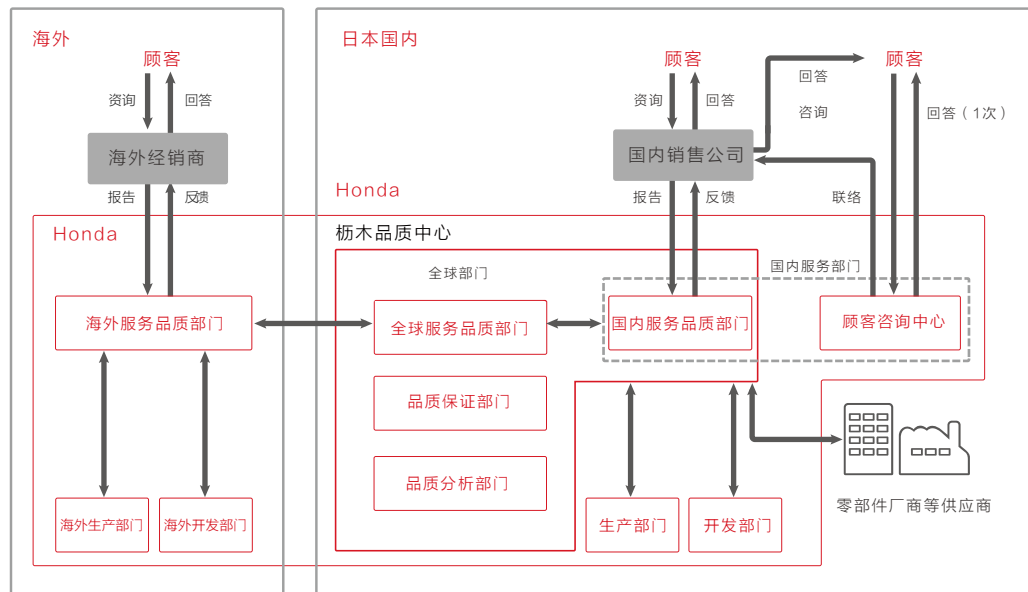 海外
顾客
资询
回答
海外经销商
报告
反馈
Honda
海外服务品质部门
海外生产部门
海外开发部门
日本国内
顾客
资询
回答
国内销售公司
报告
反馈
回答
咨询
顾客
回答（1次）
联络
Honda
枥木品质中心
全球部门
国内服务部门
全球服务品质部门
国内服务品质部门
顾客咨询中心
品质保证部门
品质分析部门
生产部门
开发部门
零部件厂商等供应商